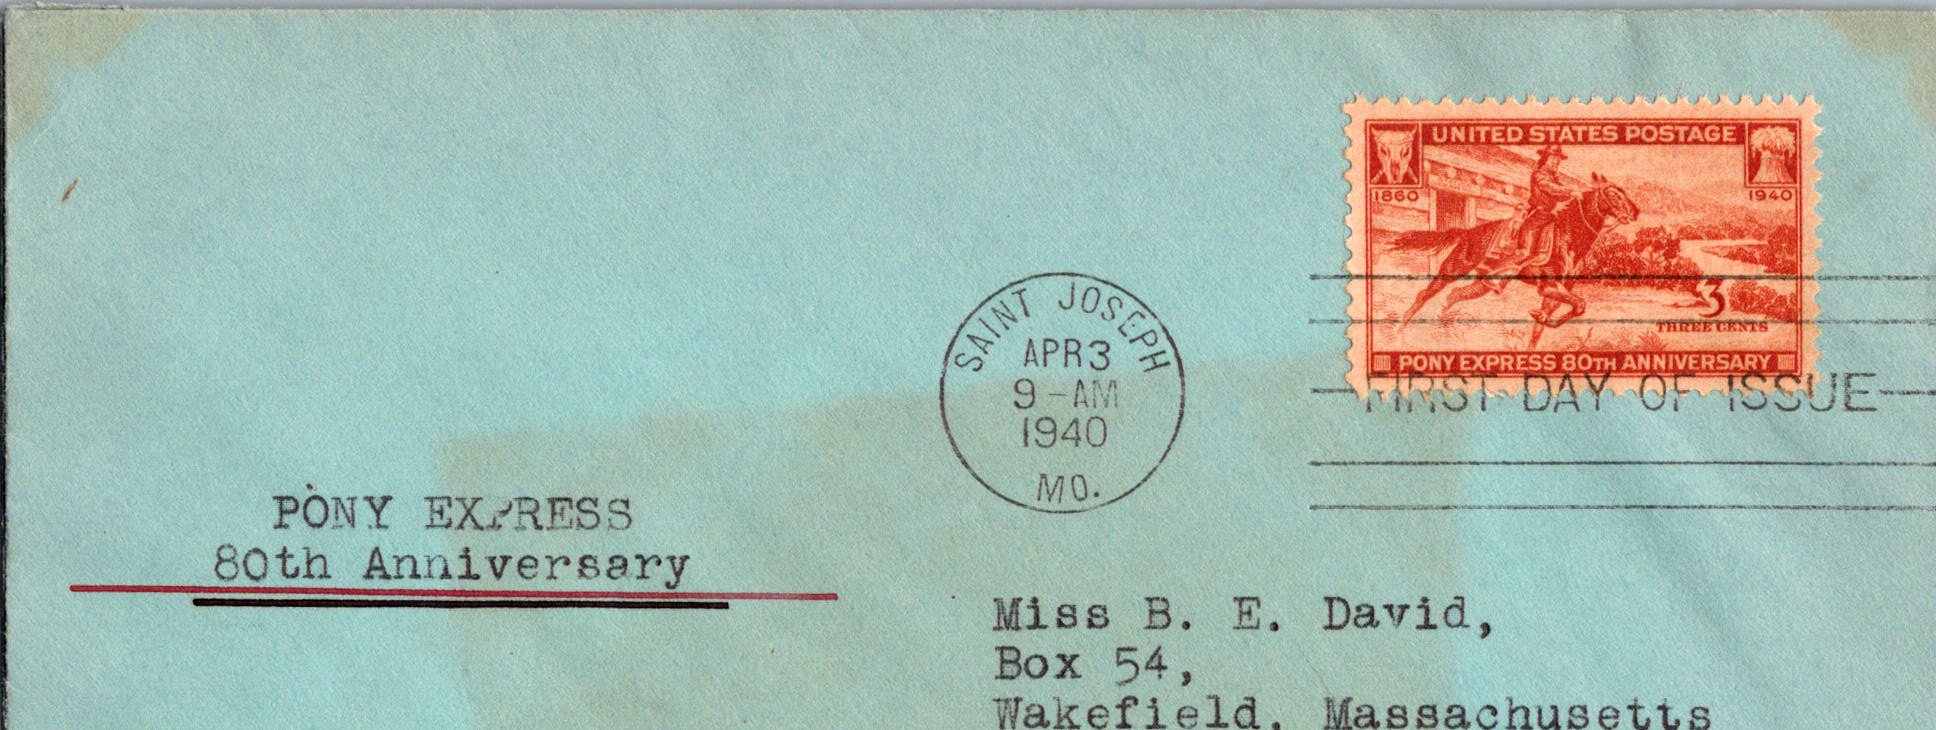 UNITED STATES POSTAGE
1860 1940
3
THREE CENTS
PONY EXPRESS 80TH ANNIVERSARY
SAINT JOSEPH
APR 3
9-AM
1940
MO.
FIRST DAY OF ISSUE
PONY EXPRESS
80th Anniversary
Miss B. E. David,
Box 54,
Wakefield, Massachusetts